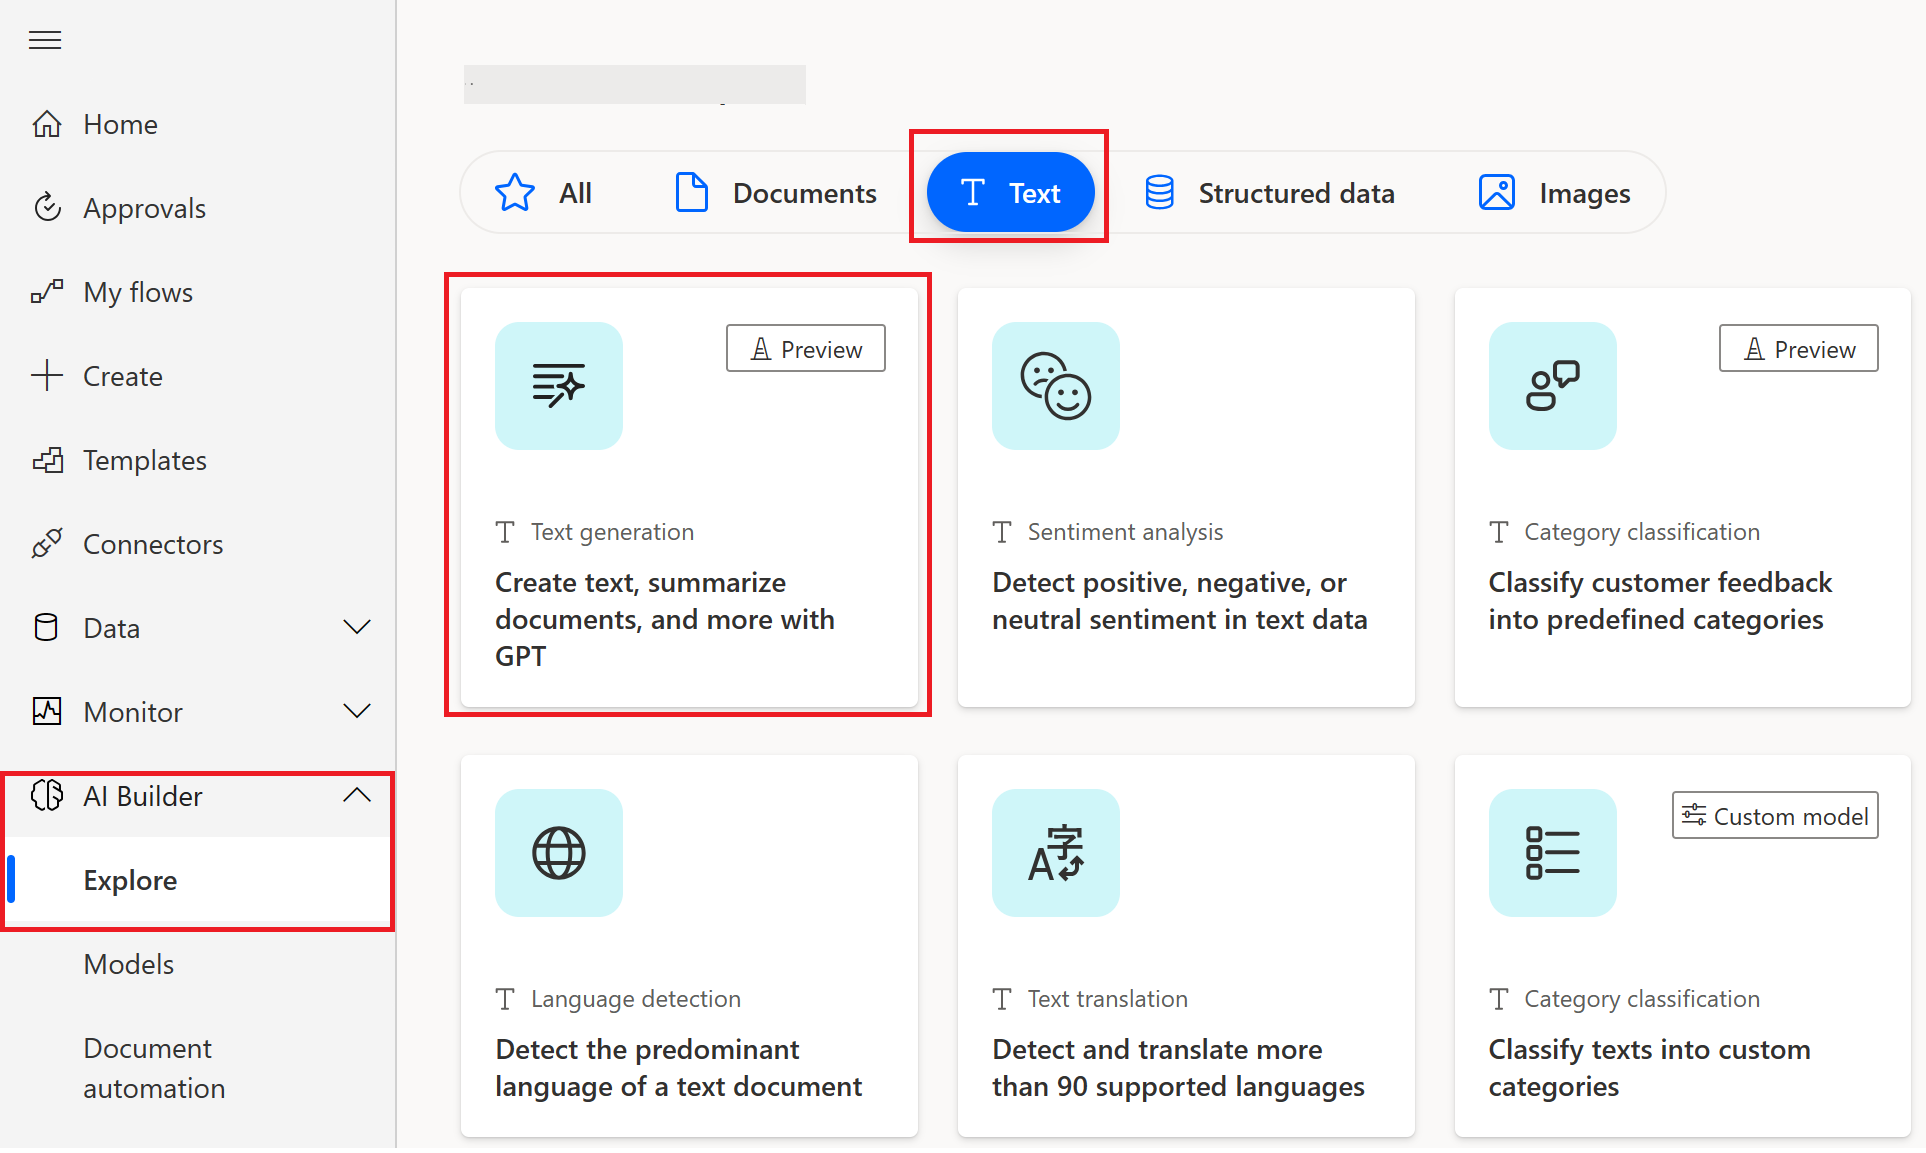 Home
Approvals
My flows
Create
Templates
Connectors
Data
Monitor
AI Builder
Explore
Models
Document
automation
All
Documents
Text
Structured data
Images
Preview
Text generation
Create text, summarize
documents, and more with
GPT
Sentiment analysis
Detect positive, negative, or
neutral sentiment in text data
Preview
Category classification
Classify customer feedback
into predefined categories
Language detection
Detect the predominant
language of a text document
Text translation
Detect and translate more
than 90 supported languages
Custom model
Category classification
Classify texts into custom
categories